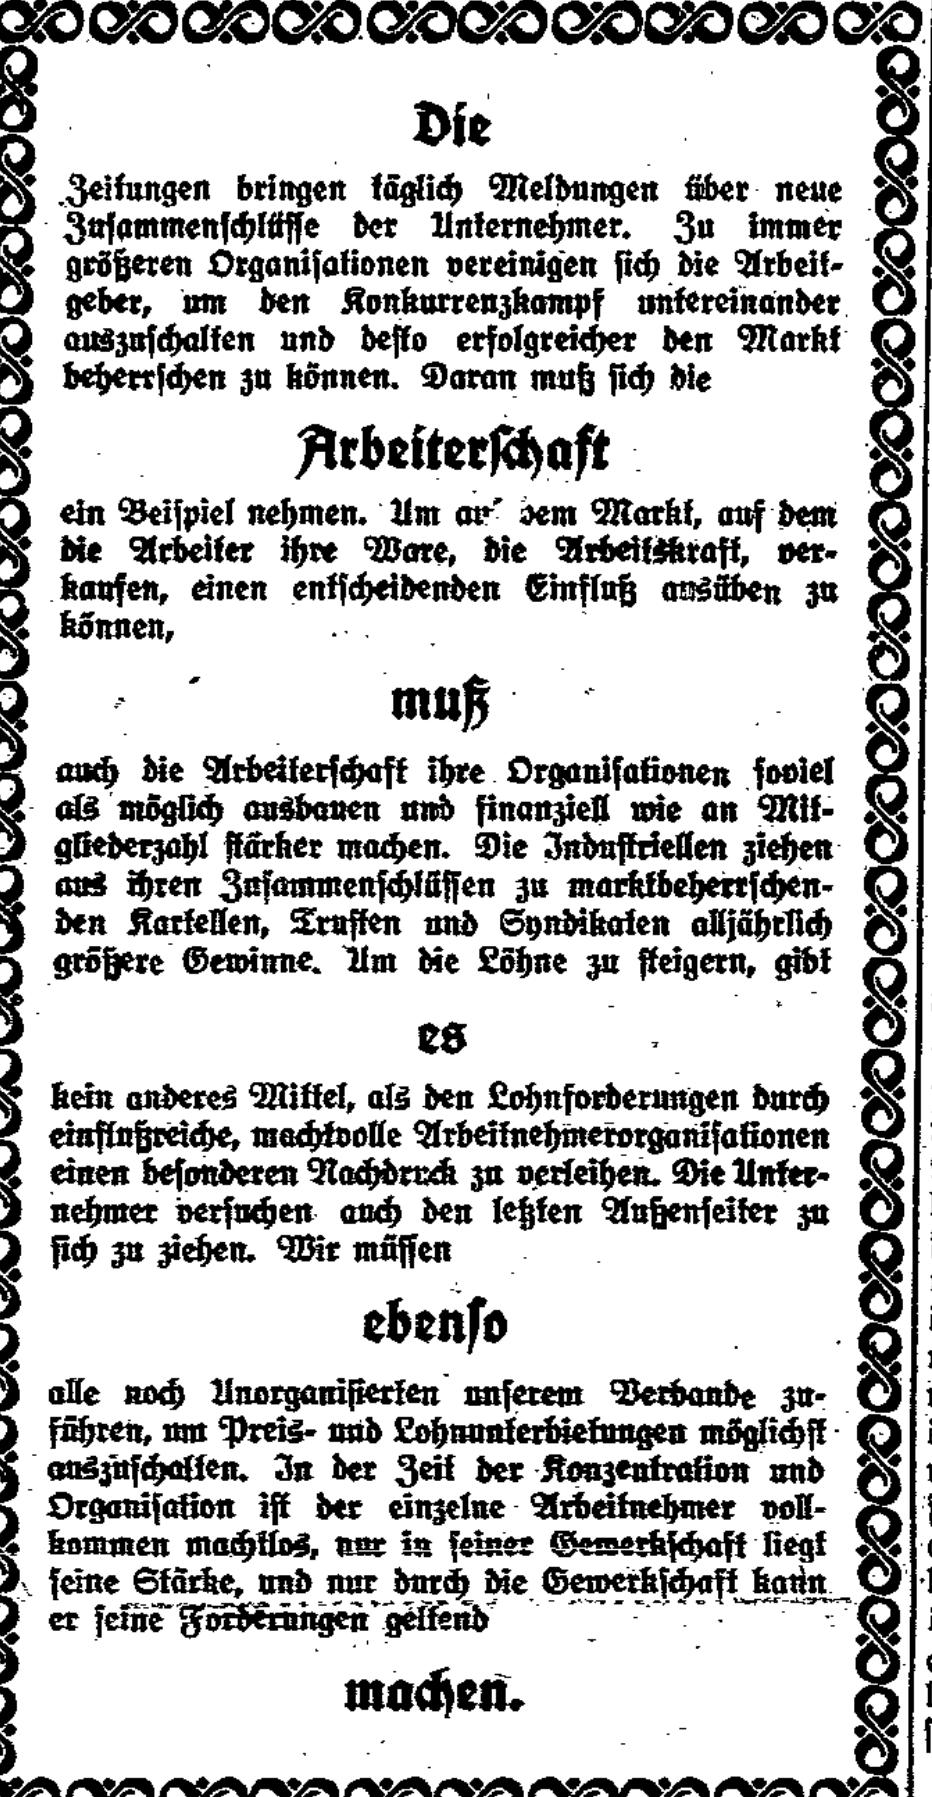 Die
Zeitungen bringen täglich Meldungen über neue
Zusammenschlüsse der Unternehmer. Zu immer
größeren Organisationen vereinigen sich die Arbeit-
geber, um den Konkurrenzkampf untereinander
auszuschalten und desto erfolgreicher den Markt
beherrschen zu können. Daran muß sich die
Arbeiterschaft
ein Beispiel nehmen. Um auf dem Markt, auf dem
die Arbeiter ihre Ware, die Arbeitskraft, ver-
kaufen, einen entscheidenden Einfluß ausüben zu
können,
muß
auch die Arbeiterschaft ihre Organisationen soviel
als möglich ausbauen und finanziell wie an Mit-
gliederzahl stärker machen. Die Industriellen ziehen
aus ihren Zusammenschlüssen zu marktbeherrschen-
den Kartellen, Trusten und Syndikaten alljährlich
größere Gewinne. Um die Löhne zu steigern, gibt
es
kein anderes Mittel, als den Lohnforderungen durch
einflußreiche, machtvolle Arbeitnehmerorganisationen
einen besonderen Nachdruck zu verleihen. Die Unter-
nehmer versuchen auch den letzten Außenseiter zu
sich zu ziehen. Wir müssen
ebenso
alle noch Unorganisierten unserem Verbande zu-
führen, um Preis- und Lohnunterbietungen möglichst
auszuschalten. In der Zeit der Konzentration und
Organisation ist der einzelne Arbeitnehmer voll-
kommen machtlos, nur in seiner Gewerkschaft liegt
seine Stärke, und nur durch die Gewerkschaft kann
er seine Forderungen geltend
machen.